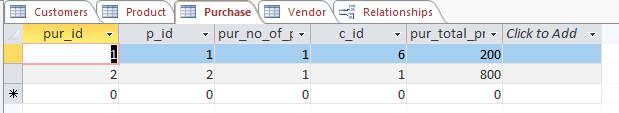 Customers Product Purchase Vendor Relationships
pur_id p_id pur_no_of_p c_id pur_total_pr Click to Add
1 1 1 6 200
2 2 1 1 800
* 0 0 0 0 0